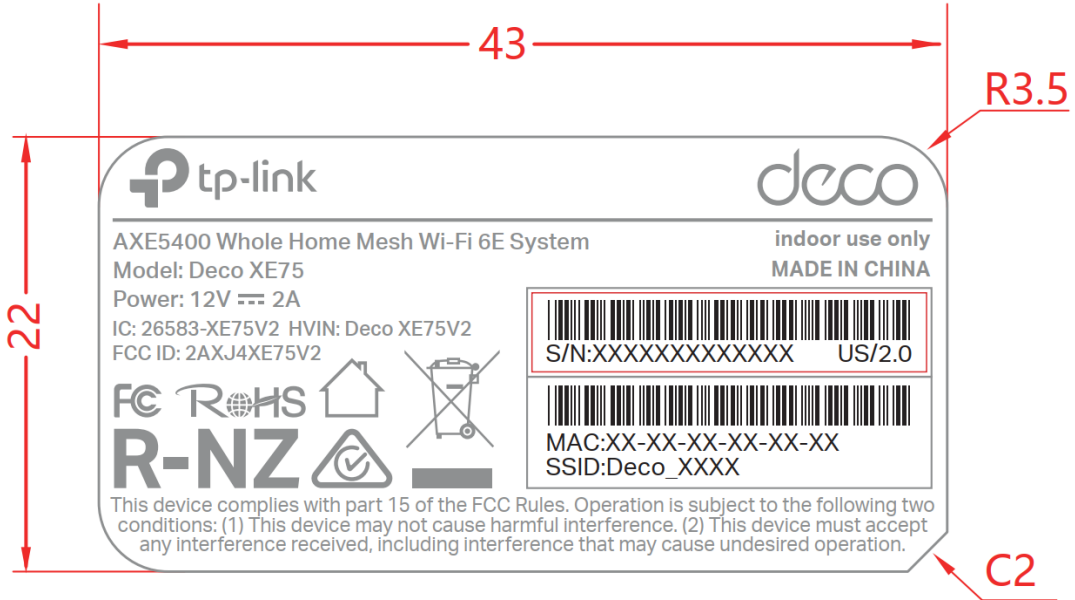 43
R3.5
22
tp-link
deco
AXE5400 Whole Home Mesh Wi-Fi 6E System
indoor use only
Model: Deco XE75
MADE IN CHINA
Power: 12V 2A
IC: 26583-XE75V2 HVIN: Deco XE75V2
FCC ID: 2AXJ4XE75V2
S/N:XXXXXXXXXXXXX US/2.0
FC RoHS
R-NZ
MAC:XX-XX-XX-XX-XX-XX
SSID:Deco_XXXX
This device complies with part 15 of the FCC Rules. Operation is subject to the following two
conditions: (1) This device may not cause harmful interference. (2) This device must accept
any interference received, including interference that may cause undesired operation.
C2